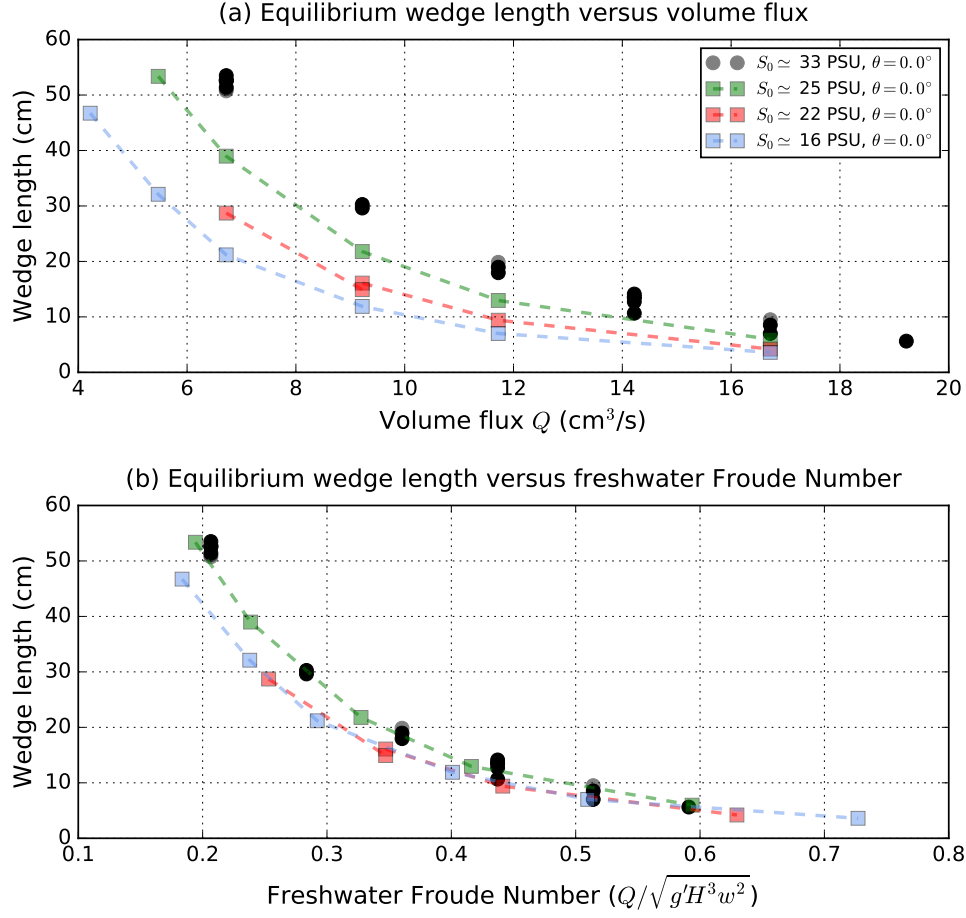 (a) Equilibrium wedge length versus volume flux
Wedge length (cm)
60
50
40
30
20
10
0
S₀ ≃ 33 PSU, θ = 0.0°
S₀ ≃ 25 PSU, θ = 0.0°
S₀ ≃ 22 PSU, θ = 0.0°
S₀ ≃ 16 PSU, θ = 0.0°
4 6 8 10 12 14 16 18 20
Volume flux Q (cm³/s)
(b) Equilibrium wedge length versus freshwater Froude Number
Wedge length (cm)
60
50
40
30
20
10
0
0.1 0.2 0.3 0.4 0.5 0.6 0.7 0.8
Freshwater Froude Number (Q/√g′H³w²)